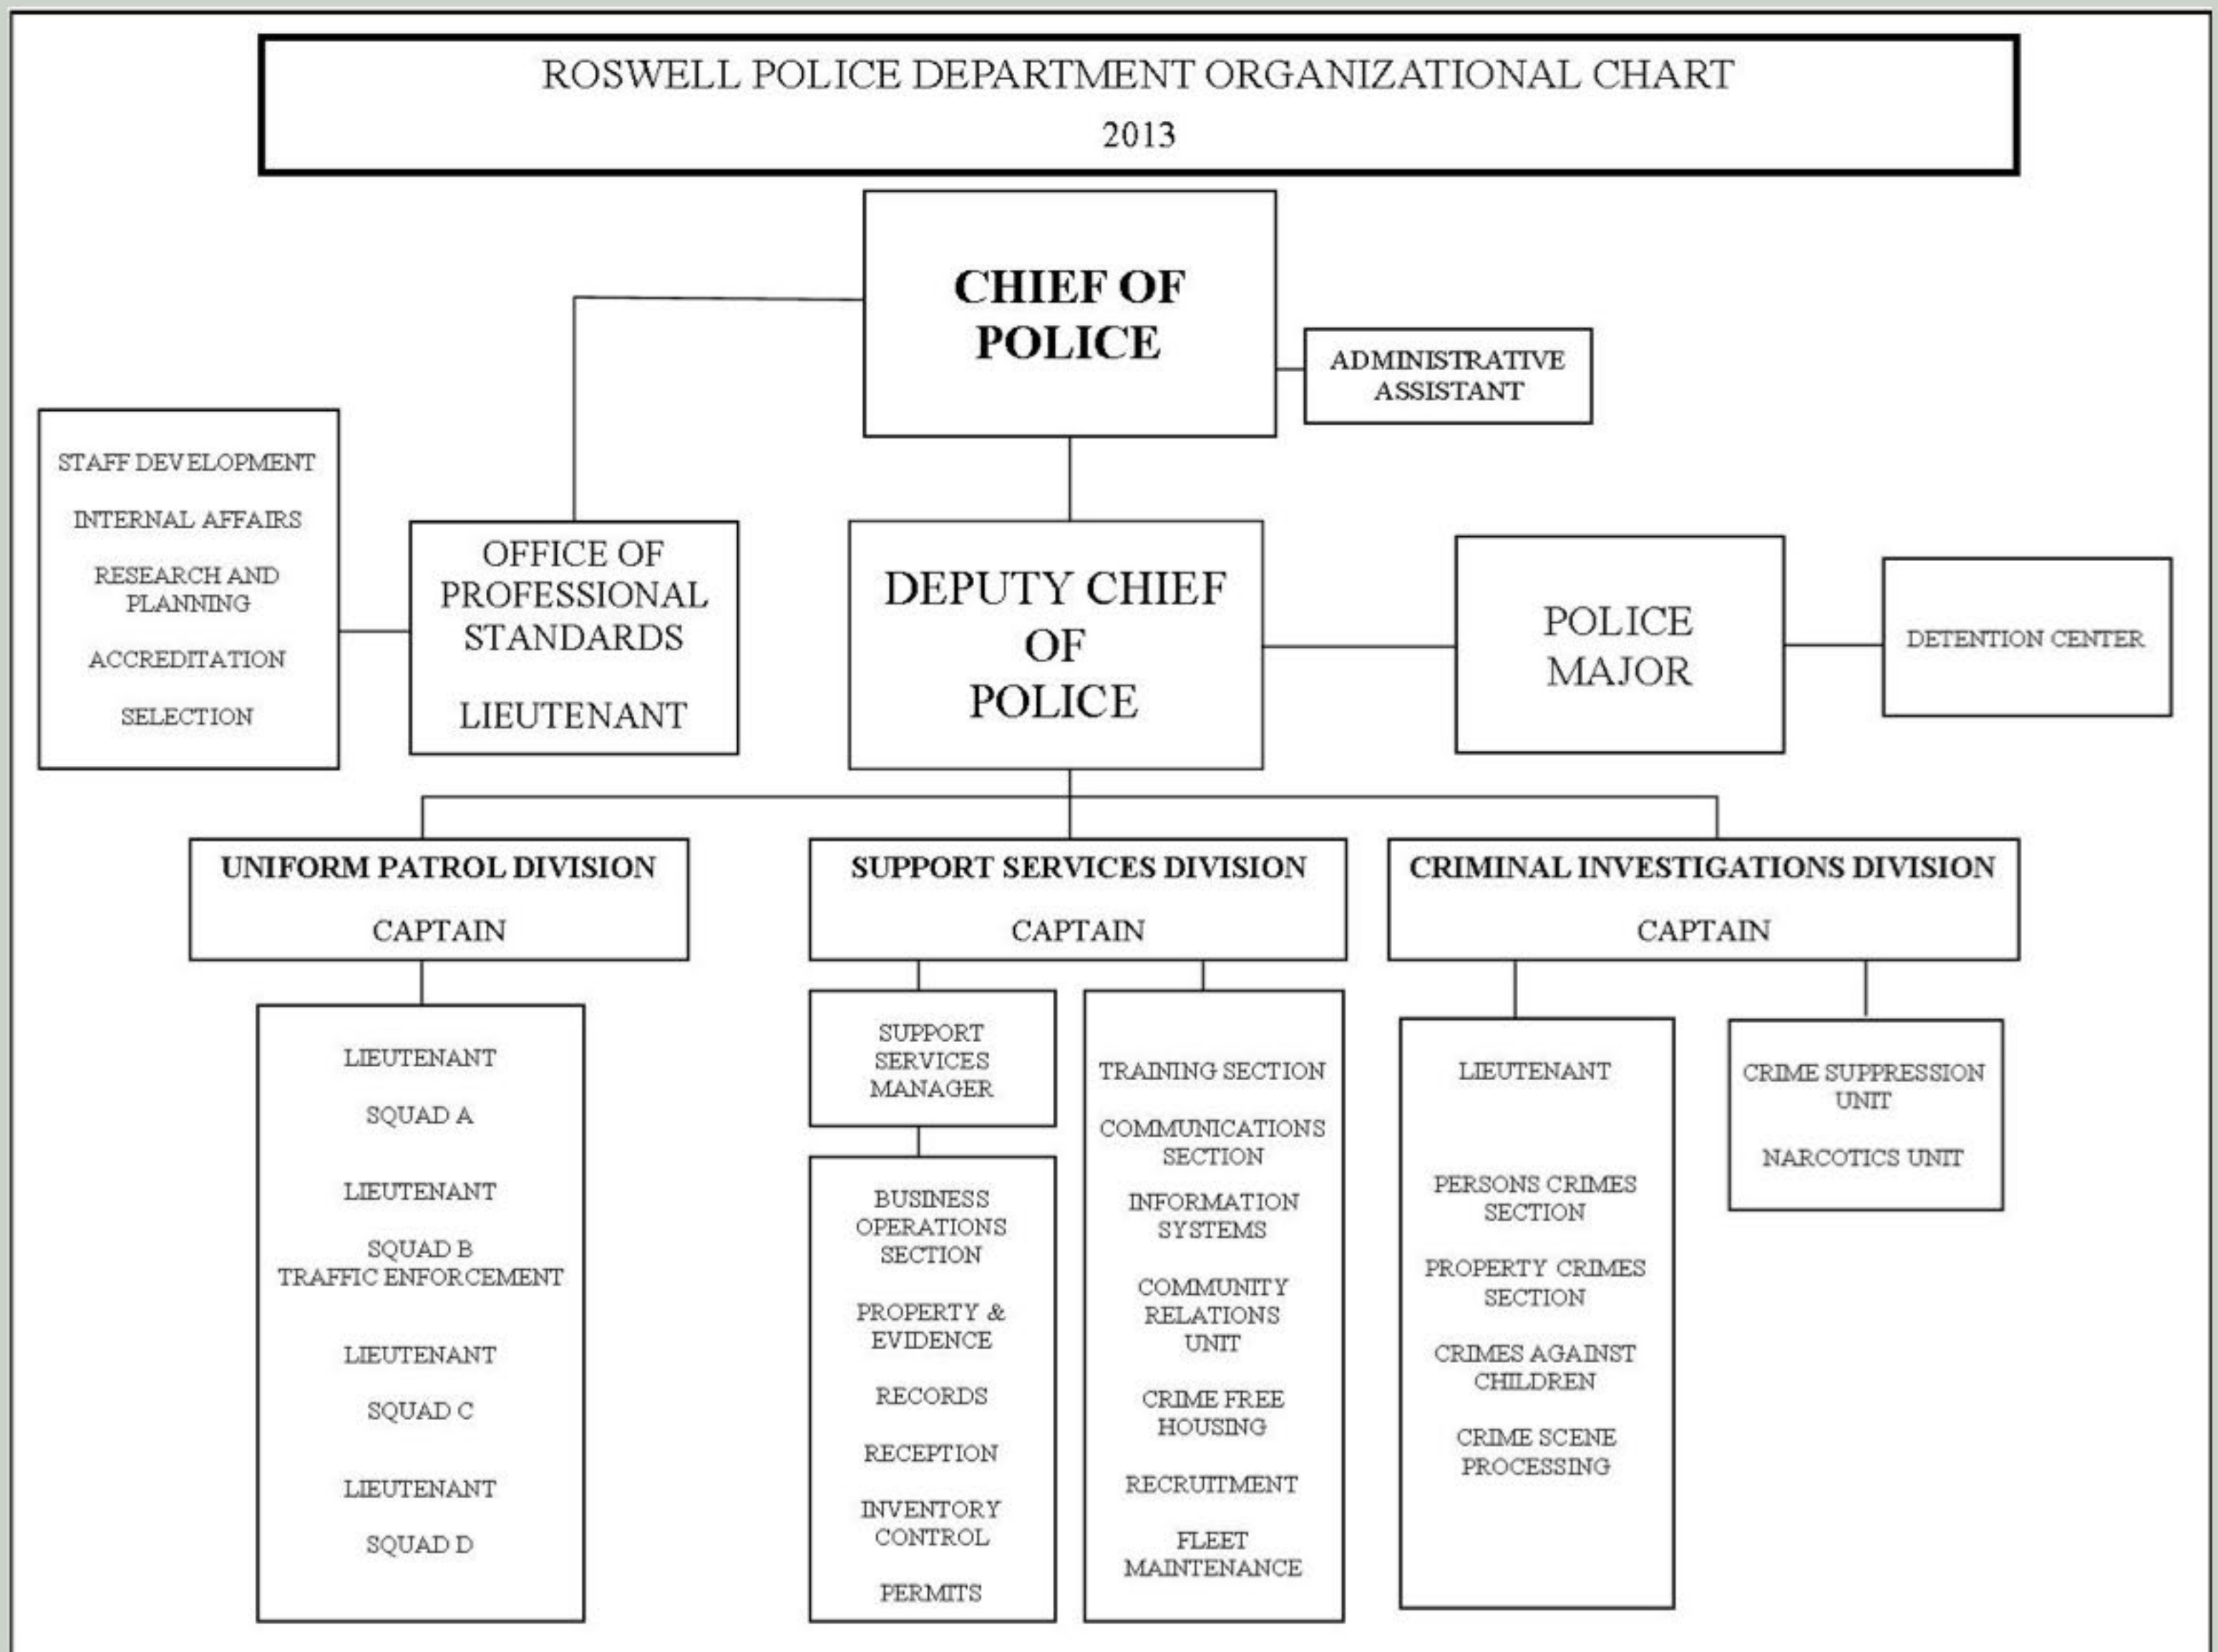 ROSWELL POLICE DEPARTMENT ORGANIZATIONAL CHART
2013
CHIEF OF
POLICE
ADMINISTRATIVE
ASSISTANT
STAFF DEVELOPMENT
INTERNAL AFFAIRS
RESEARCH AND
PLANNING
ACCREDITATION
SELECTION
OFFICE OF
PROFESSIONAL
STANDARDS
LIEUTENANT
DEPUTY CHIEF
OF
POLICE
POLICE
MAJOR
DETENTION CENTER
UNIFORM PATROL DIVISION
CAPTAIN
SUPPORT SERVICES DIVISION
CAPTAIN
CRIMINAL INVESTIGATIONS DIVISION
CAPTAIN
LIEUTENANT
SQUAD A
LIEUTENANT
SQUAD B
TRAFFIC ENFORCEMENT
LIEUTENANT
SQUAD C
LIEUTENANT
SQUAD D
SUPPORT
SERVICES
MANAGER
BUSINESS
OPERATIONS
SECTION
PROPERTY &
EVIDENCE
RECORDS
RECEPTION
INVENTORY
CONTROL
PERMITS
TRAINING SECTION
COMMUNICATIONS
SECTION
INFORMATION
SYSTEMS
COMMUNITY
RELATIONS
UNIT
CRIME FREE
HOUSING
RECRUITMENT
FLEET
MAINTENANCE
LIEUTENANT
PERSONS CRIMES
SECTION
PROPERTY CRIMES
SECTION
CRIMES AGAINST
CHILDREN
CRIME SCENE
PROCESSING
CRIME SUPPRESSION
UNIT
NARCOTICS UNIT